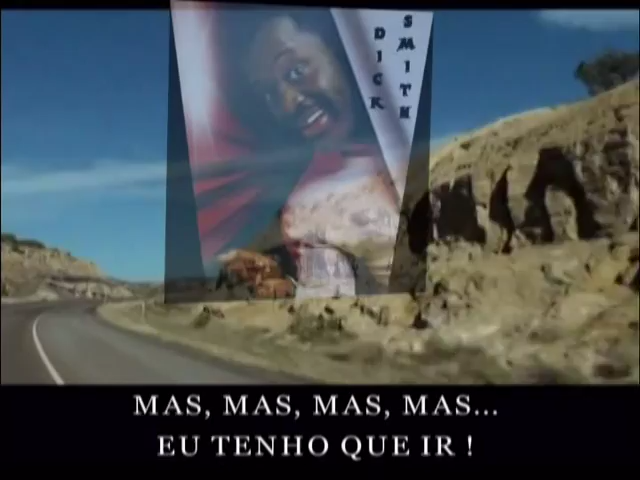 DICK
SMITH
MAS, MAS, MAS, MAS...
EU TENHO QUE IR !